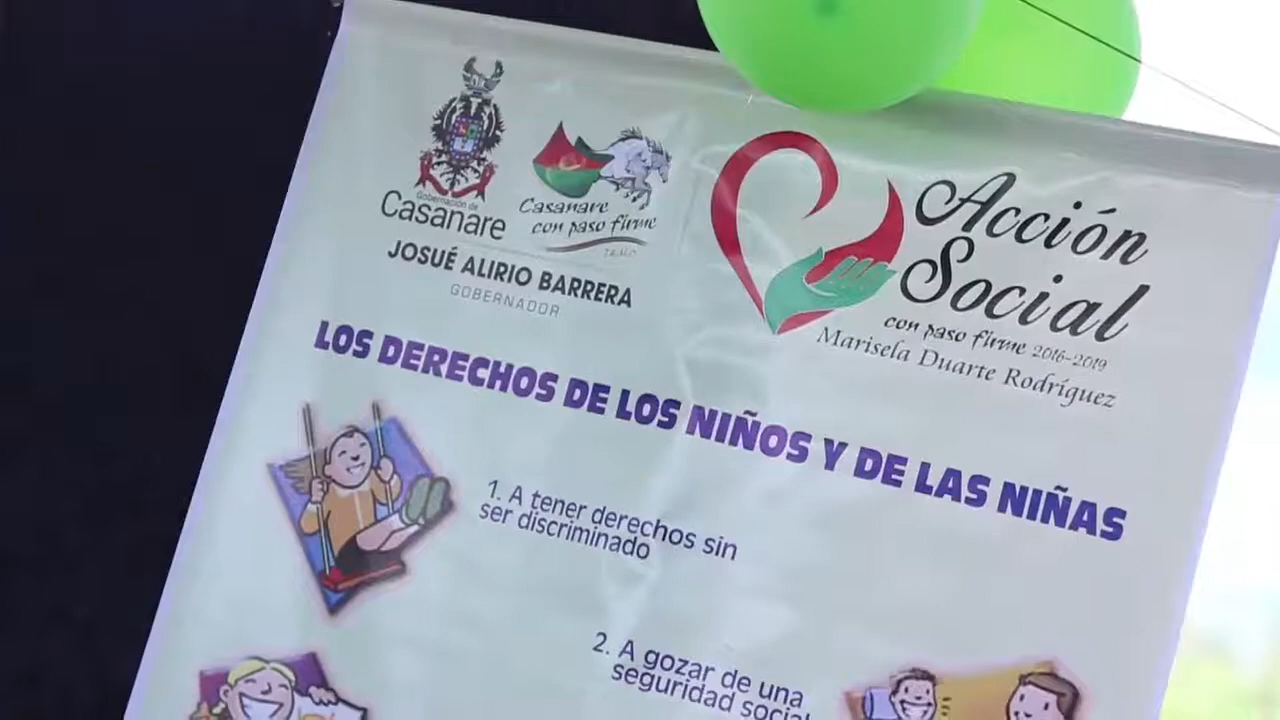 Gobernación de
Casanare
Casanare
con paso firme
JOSUÉ ALIRIO BARRERA
GOBERNADOR
Acción
Social
con paso firme 2016-2019
Marisela Duarte Rodríguez
LOS DERECHOS DE LOS NIÑOS Y DE LAS NIÑAS
1. A tener derechos sin
ser discriminado
2. A gozar de una
seguridad social